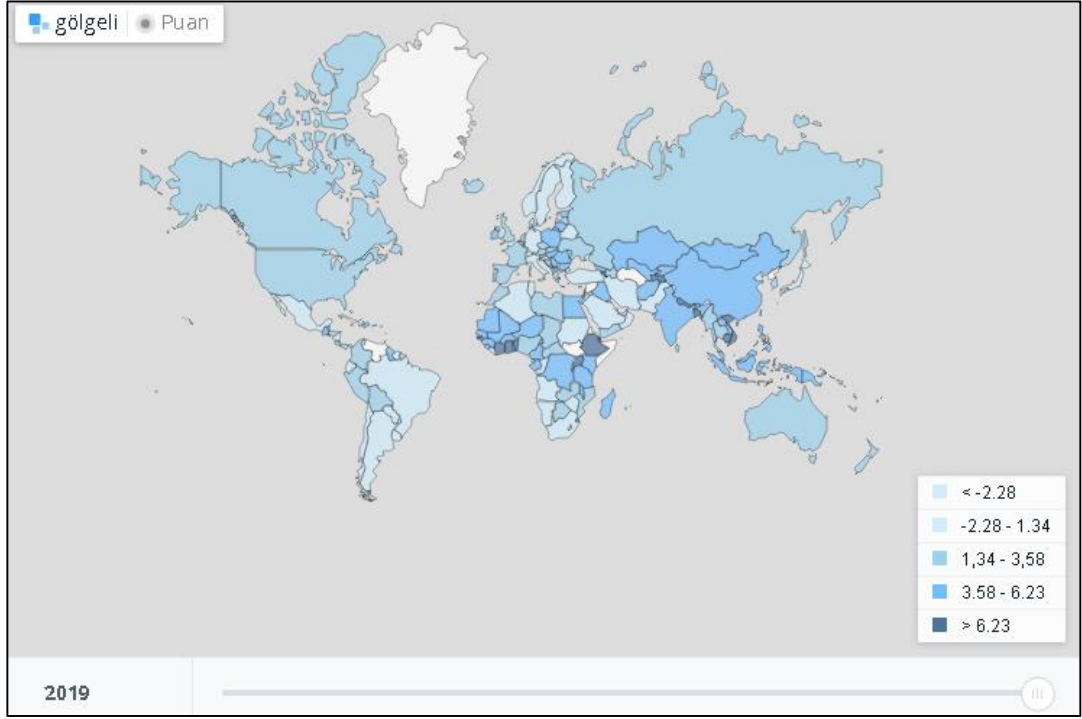 gölgeli Puan
< -2.28
-2.28 - 1.34
1,34 - 3,58
3.58 - 6.23
> 6.23
2019